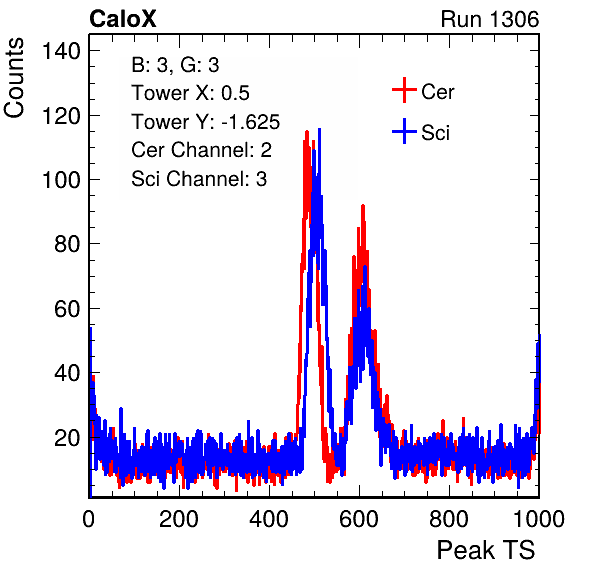 CaloX
Run 1306
Counts
140
120
100
80
60
40
20
B: 3, G: 3
Tower X: 0.5
Tower Y: -1.625
Cer Channel: 2
Sci Channel: 3
Cer
Sci
0 200 400 600 800 1000
Peak TS